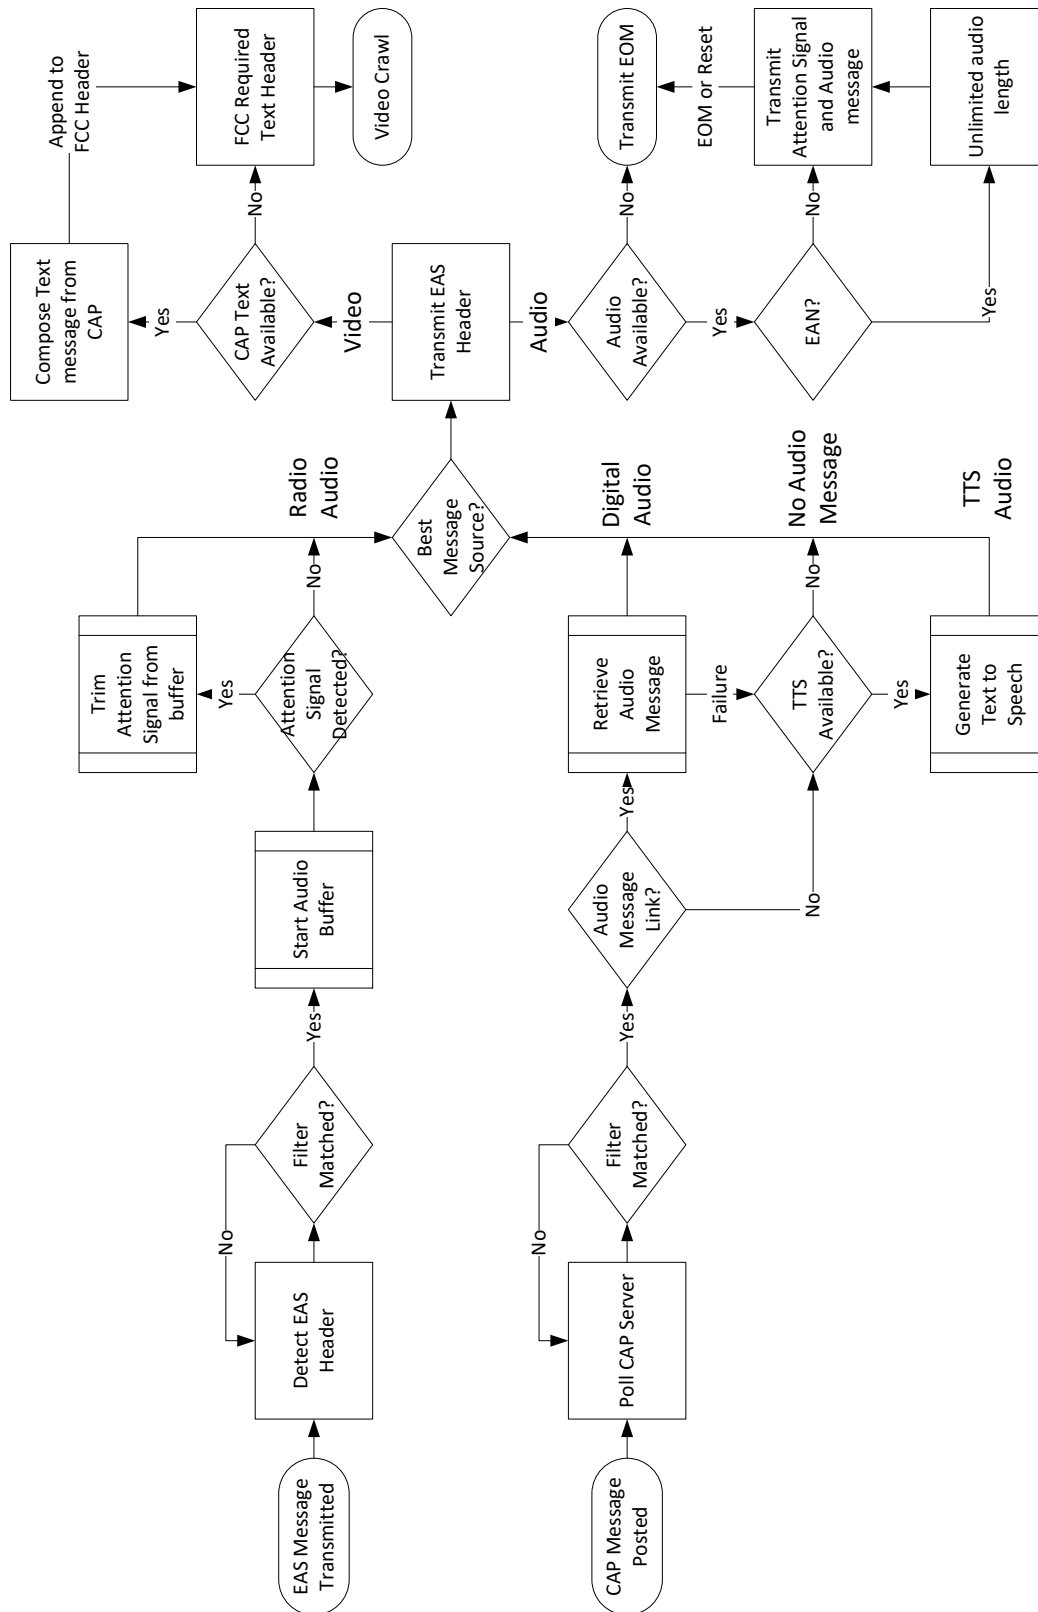 EAS Message
Transmitted
Detect EAS
Header
No
Filter
Matched?
Yes
Start Audio
Buffer
Attention
Signal
Detected?
Yes
Trim
Attention
Signal from
buffer
No
Radio
Audio
CAP Message
Posted
Poll CAP Server
No
Filter
Matched?
Yes
Audio
Message
Link?
Yes
No
Retrieve
Audio
Message
Failure
TTS
Available?
Yes
Generate
Text to
Speech
No
Digital
Audio
No Audio
Message
TTS
Audio
Best
Message
Source?
Transmit EAS
Header
Video
CAP Text
Available?
Yes
Compose Text
message from
CAP
Append to
FCC Header
No
FCC Required
Text Header
Video Crawl
Audio
Audio
Available?
No
Transmit EOM
Yes
EAN?
No
Transmit
Attention Signal
and Audio
message
EOM or Reset
Yes
Unlimited audio
length